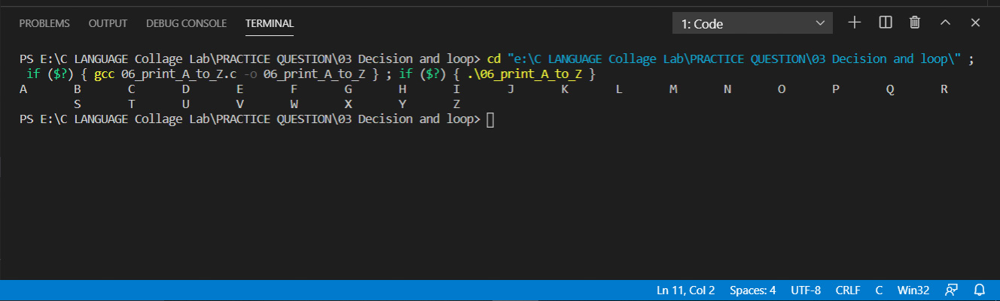 PROBLEMS OUTPUT DEBUG CONSOLE TERMINAL 1: Code
PS E:\C LANGUAGE Collage Lab\PRACTICE QUESTION\03 Decision and loop> cd "e:\C LANGUAGE Collage Lab\PRACTICE QUESTION\03 Decision and loop\" ;
if ($?) { gcc 06_print_A_to_Z.c -o 06_print_A_to_Z } ; if ($?) { .\06_print_A_to_Z }
A B C D E F G H I J K L M N O P Q R
S T U V W X Y Z
PS E:\C LANGUAGE Collage Lab\PRACTICE QUESTION\03 Decision and loop>
Ln 11, Col 2 Spaces: 4 UTF-8 CRLF C Win32